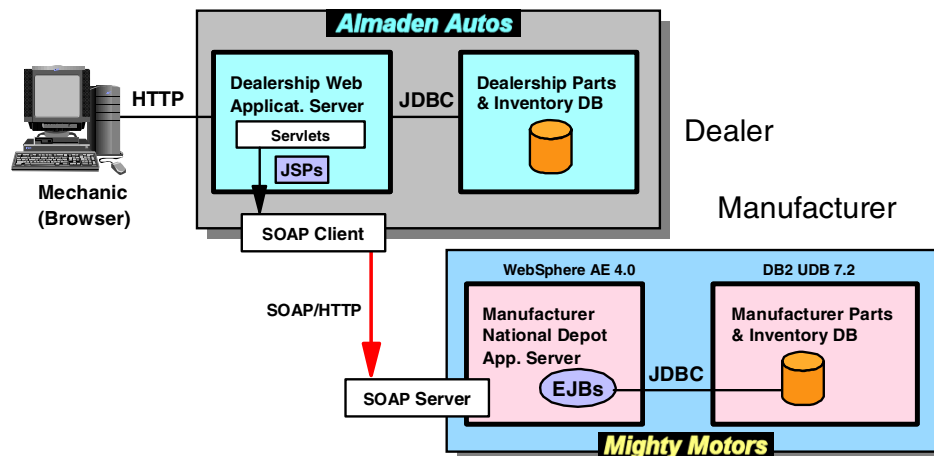 Almaden Autos
Dealership Web
Applicat. Server
Servlets
JSPs
JDBC
Dealership Parts
& Inventory DB
HTTP
Mechanic
(Browser)
Dealer
SOAP Client
Manufacturer
SOAP/HTTP
WebSphere AE 4.0
DB2 UDB 7.2
Manufacturer
National Depot
App. Server
EJBs
JDBC
Manufacturer Parts
& Inventory DB
SOAP Server
Mighty Motors